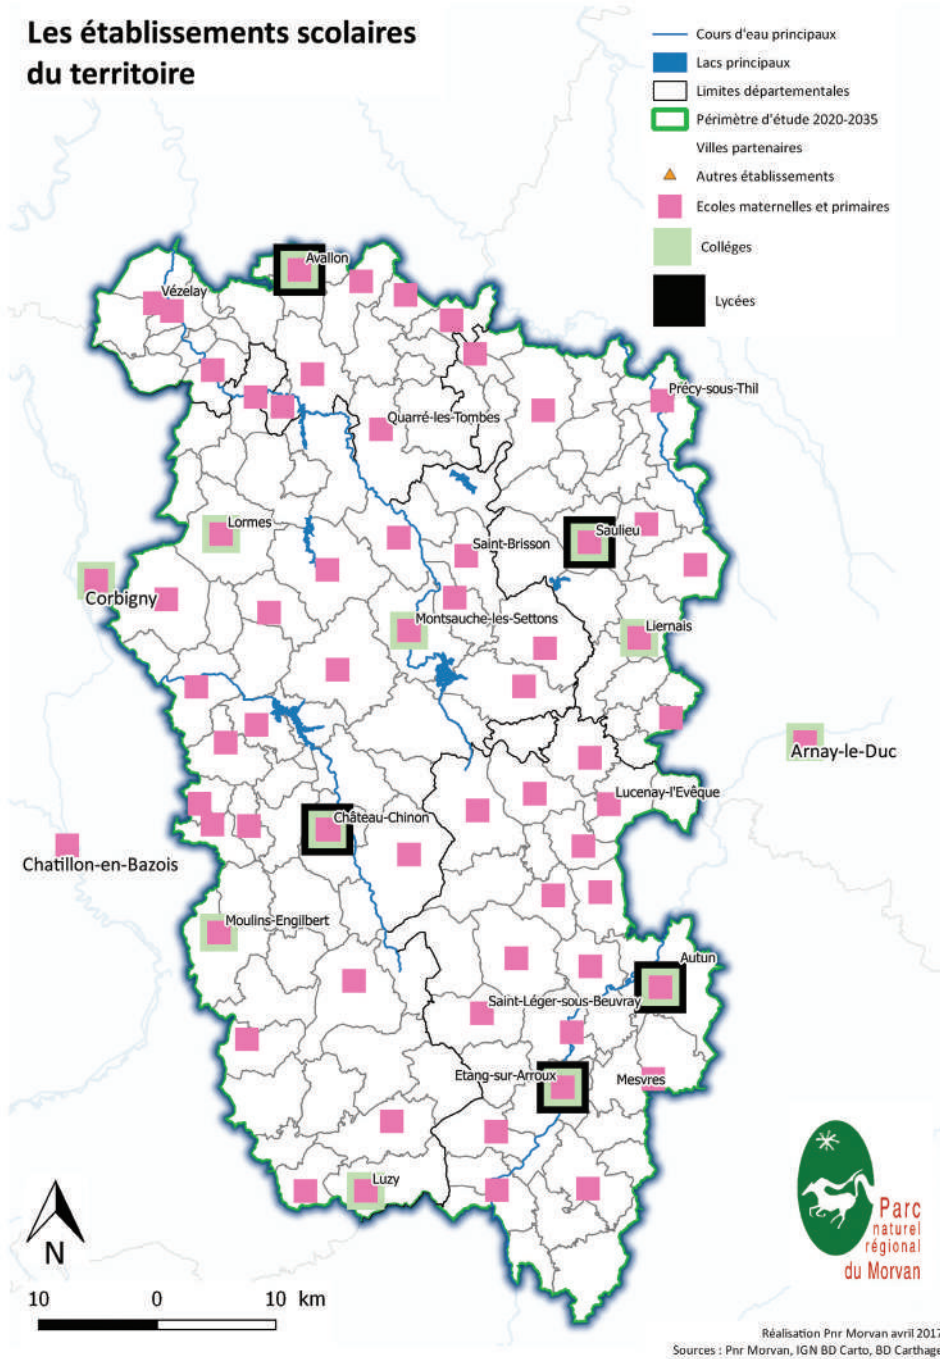 Les établissements scolaires
du territoire
Cours d'eau principaux
Lacs principaux
Limites départementales
Périmètre d'étude 2020-2035
Villes partenaires
Autres établissements
Ecoles maternelles et primaires
Colléges
Lycées
Avallon
Vézelay
Précy-sous-Thil
Quarré-les-Tombes
Lormes
Saulieu
Saint-Brisson
Corbigny
Montsauche-les-Settons
Liernais
Arnay-le-Duc
Lucenay-l'Evêque
Château-Chinon
Chatillon-en-Bazois
Moulins-Engilbert
Autun
Saint-Léger-sous-Beuvray
Etang-sur-Arroux
Mesvres
Luzy
N
10 0 10 km
Parc
naturel
régional
du Morvan
Réalisation Pnr Morvan avril 2017
Sources : Pnr Morvan, IGN BD Carto, BD Carthage